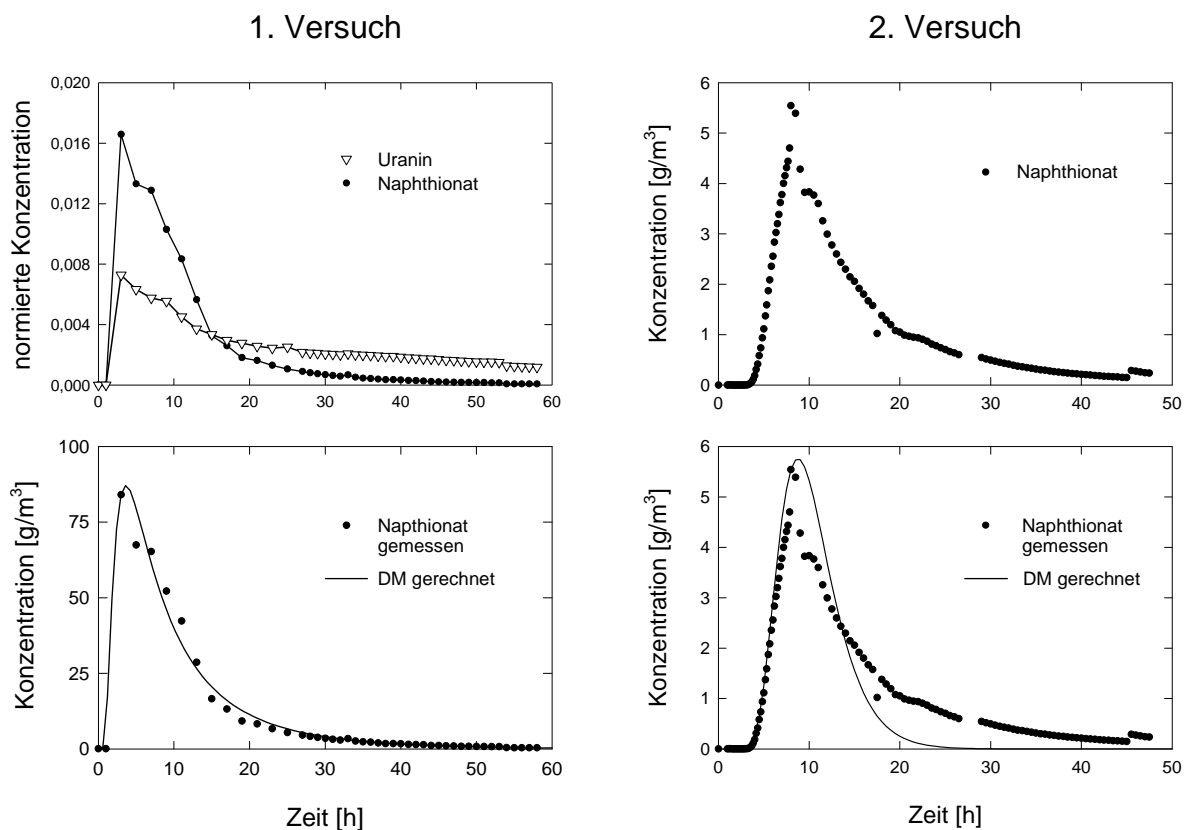 1. Versuch
2. Versuch
normierte Konzentration
0,020
0,016
0,012
0,008
0,004
0,000
Uranin
Naphthionat
0 10 20 30 40 50 60
Konzentration [g/m³]
6
5
4
3
2
1
0
Naphthionat
0 10 20 30 40 50
Konzentration [g/m³]
100
75
50
25
0
Napthionat
gemessen
DM gerechnet
0 10 20 30 40 50 60
Zeit [h]
Konzentration [g/m³]
6
5
4
3
2
1
0
Naphthionat
gemessen
DM gerechnet
0 10 20 30 40 50
Zeit [h]